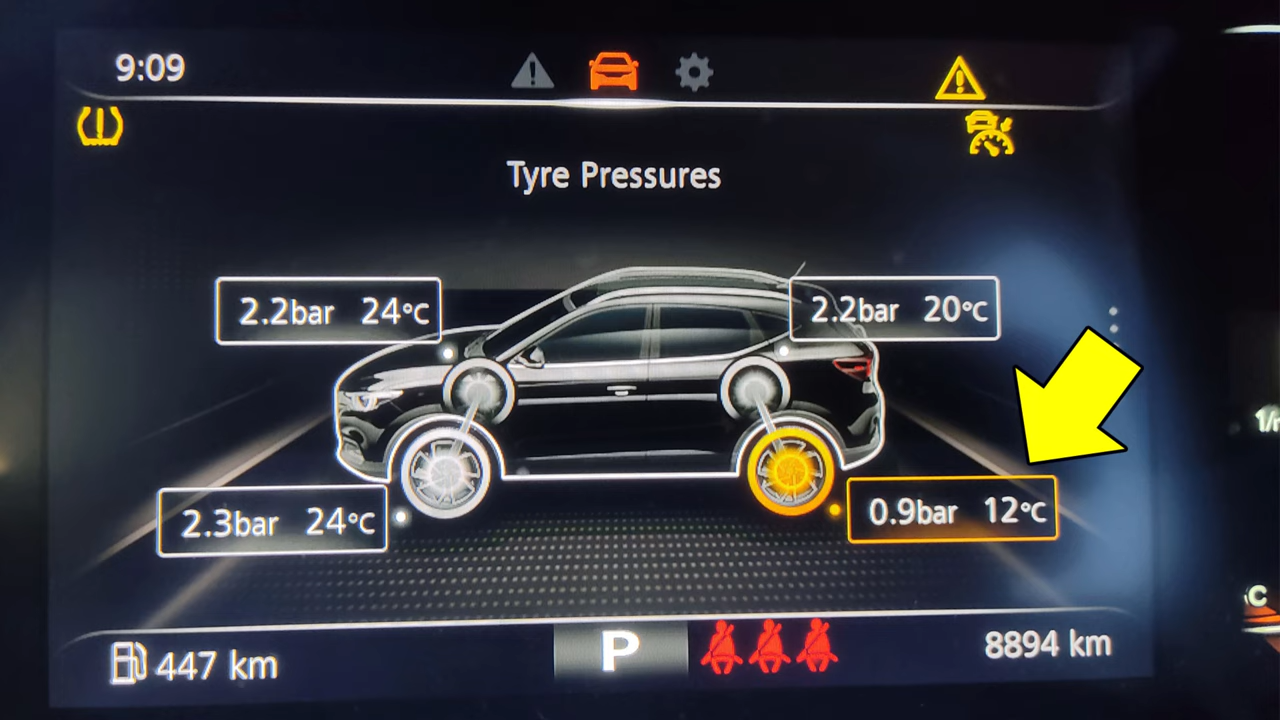 9:09
Tyre Pressures
2.2bar 24°C
2.2bar 20°C
2.3bar 24°C
0.9bar 12°C
447 km
P
8894 km
C